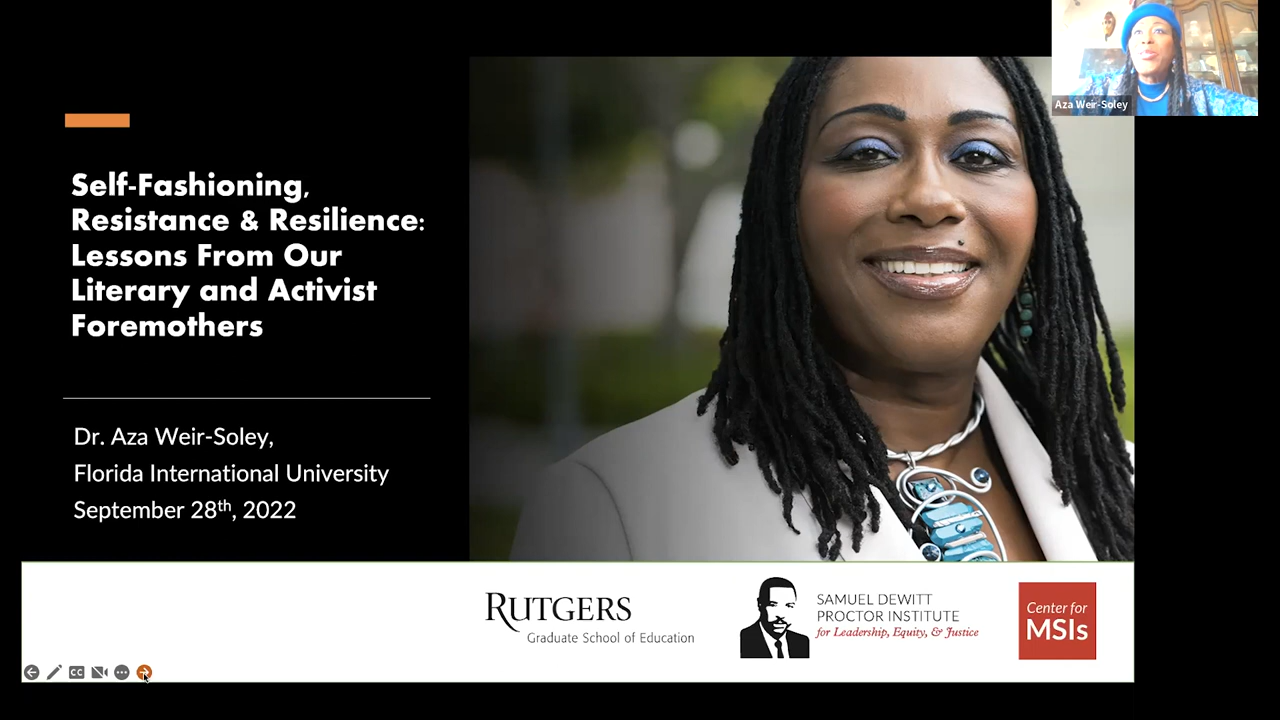 Aza Weir-Soley
Self-Fashioning,
Resistance & Resilience:
Lessons From Our
Literary and Activist
Foremothers
Dr. Aza Weir-Soley,
Florida International University
September 28th, 2022
RUTGERS
Graduate School of Education
SAMUEL DEWITT
PROCTOR INSTITUTE
for Leadership, Equity, & Justice
Center for
MSIs
CC